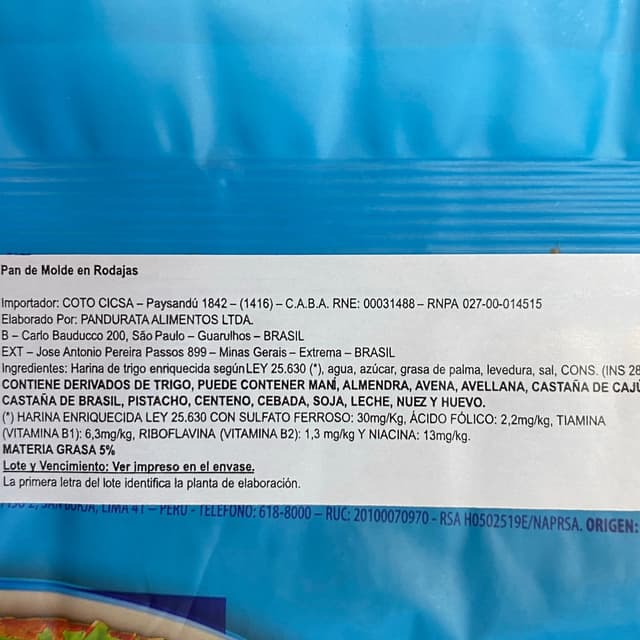 Pan de Molde en Rodajas
Importador: COTO CICSA – Paysandú 1842 – (1416) – C.A.B.A. RNE: 00031488 – RNPA 027-00-014515
Elaborado Por: PANDURATA ALIMENTOS LTDA.
B – Carlo Bauducco 200, São Paulo – Guarulhos – BRASIL
EXT – Jose Antonio Pereira Passos 899 – Minas Gerais – Extrema – BRASIL
Ingredientes: Harina de trigo enriquecida según LEY 25.630 (*), agua, azúcar, grasa de palma, levedura, sal, CONS. (INS 28
CONTIENE DERIVADOS DE TRIGO, PUEDE CONTENER MANÍ, ALMENDRA, AVENA, AVELLANA, CASTAÑA DE CAJÚ
CASTAÑA DE BRASIL, PISTACHO, CENTENO, CEBADA, SOJA, LECHE, NUEZ Y HUEVO.
(*) HARINA ENRIQUECIDA LEY 25.630 CON SULFATO FERROSO: 30mg/Kg, ÁCIDO FÓLICO: 2,2mg/kg, TIAMINA
(VITAMINA B1): 6,3mg/kg, RIBOFLAVINA (VITAMINA B2): 1,3 mg/kg Y NIACINA: 13mg/kg.
MATERIA GRASA 5%
Lote y Vencimiento: Ver impreso en el envase.
La primera letra del lote identifica la planta de elaboración.
LIMA 41 – PERÚ - TELÉFONO: 618-8000 – RUC: 20100070970 - RSA H0502519E/NAPRSA. ORIGEN: